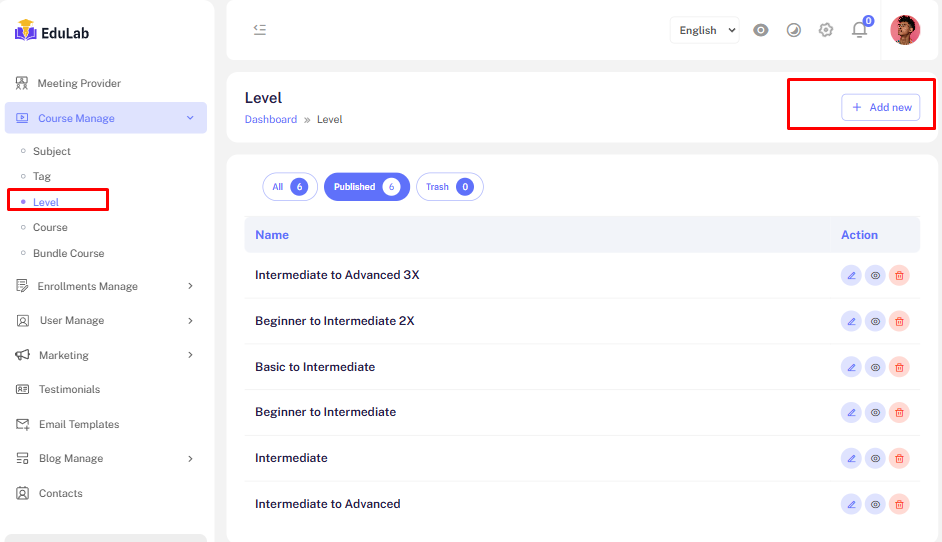 EduLab
Meeting Provider
Course Manage
Subject
Tag
Level
Course
Bundle Course
Enrollments Manage
User Manage
Marketing
Testimonials
Email Templates
Blog Manage
Contacts
English
0
Level
Dashboard » Level
+ Add new
All 6
Published 6
Trash 0
Name Action
Intermediate to Advanced 3X
Beginner to Intermediate 2X
Basic to Intermediate
Beginner to Intermediate
Intermediate
Intermediate to Advanced